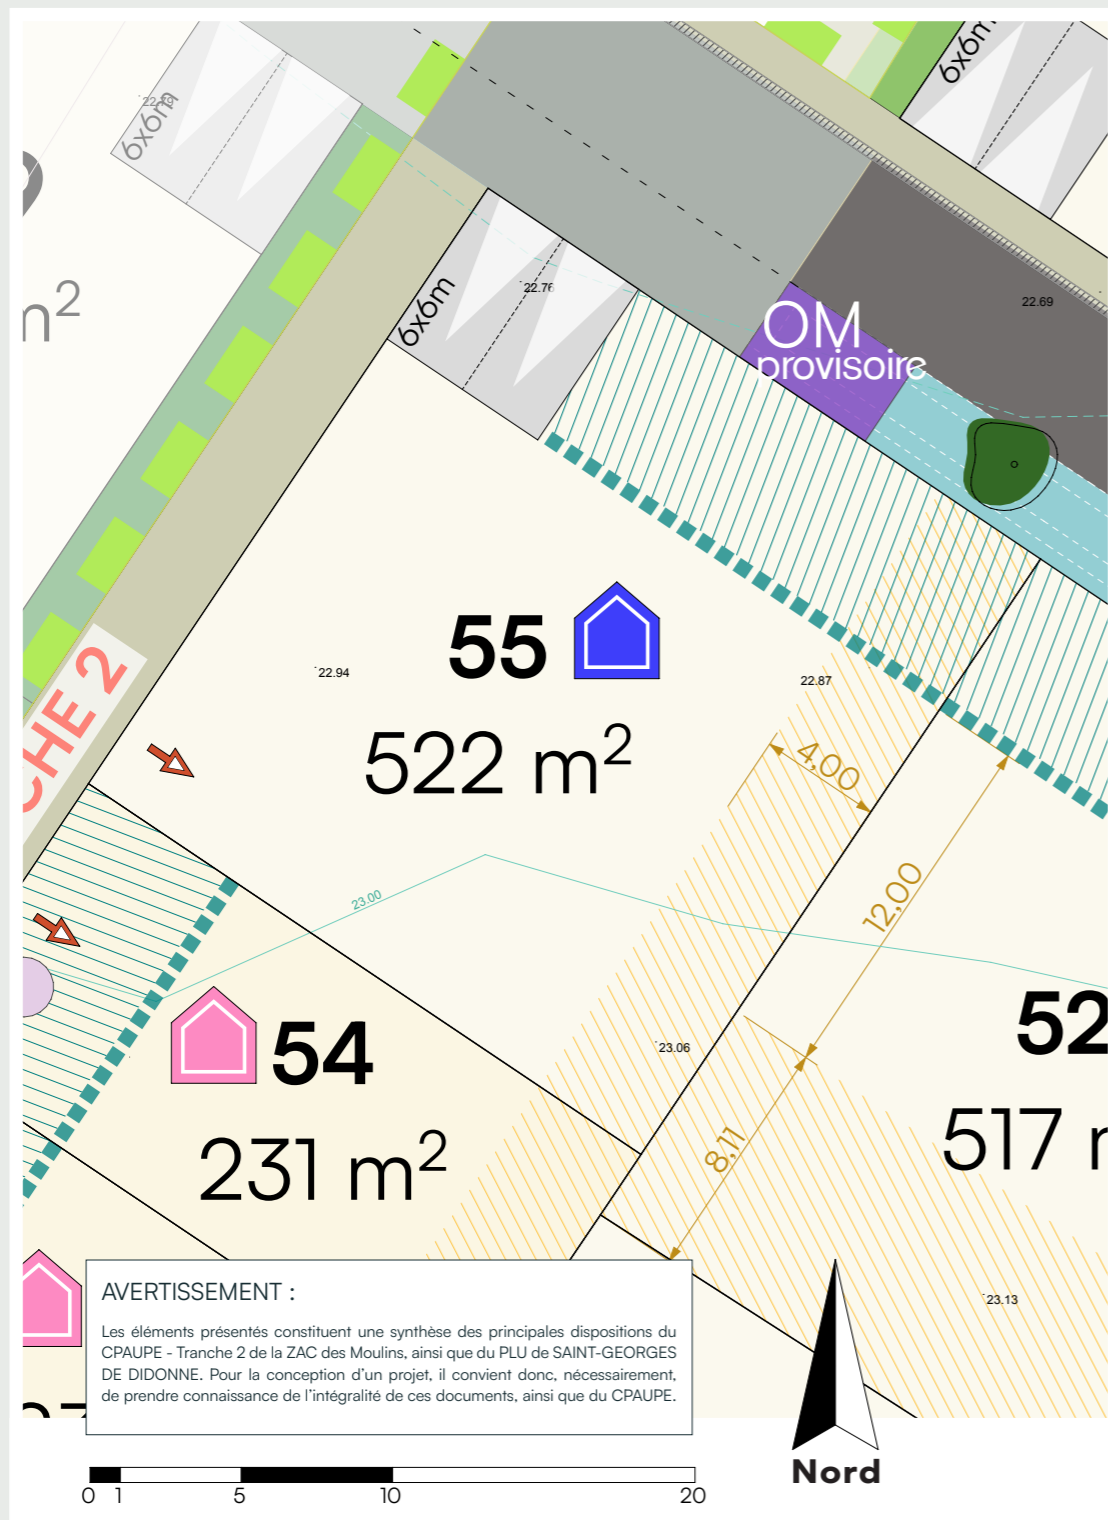 6x6m
22.79
6x6m
m²
6x6m
22.76
22.69
OM
provisoire
55
22.94
22.87
CHE 2
522 m²
4,00
12,00
23.00
54
52
23.06
231 m²
8,11
517
23.13
AVERTISSEMENT :
Les éléments présentés constituent une synthèse des principales dispositions du
CPAUPE - Tranche 2 de la ZAC des Moulins, ainsi que du PLU de SAINT-GEORGES
DE DIDONNE. Pour la conception d'un projet, il convient donc, nécessairement,
de prendre connaissance de l'intégralité de ces documents, ainsi que du CPAUPE.
Nord
0 1 5 10 20